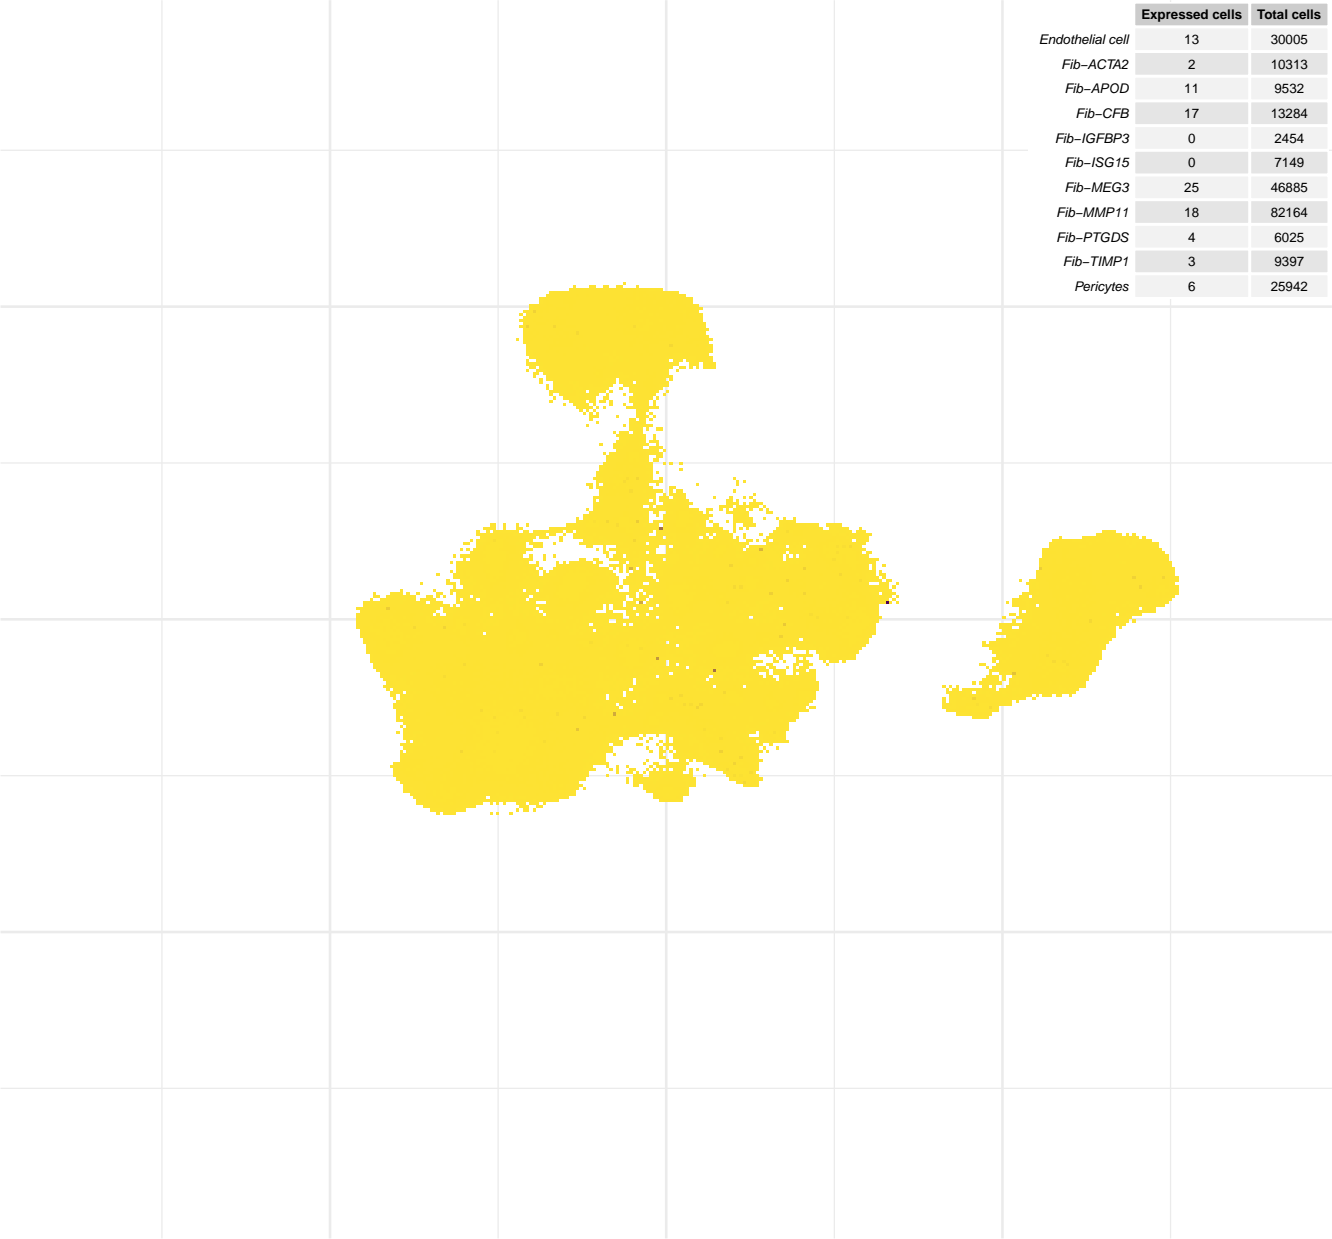 Expressed cells Total cells
Endothelial cell 13 30005
Fib−ACTA2 2 10313
Fib−APOD 11 9532
Fib−CFB 17 13284
Fib−IGFBP3 0 2454
Fib−ISG15 0 7149
Fib−MEG3 25 46885
Fib−MMP11 18 82164
Fib−PTGDS 4 6025
Fib−TIMP1 3 9397
Pericytes 6 25942